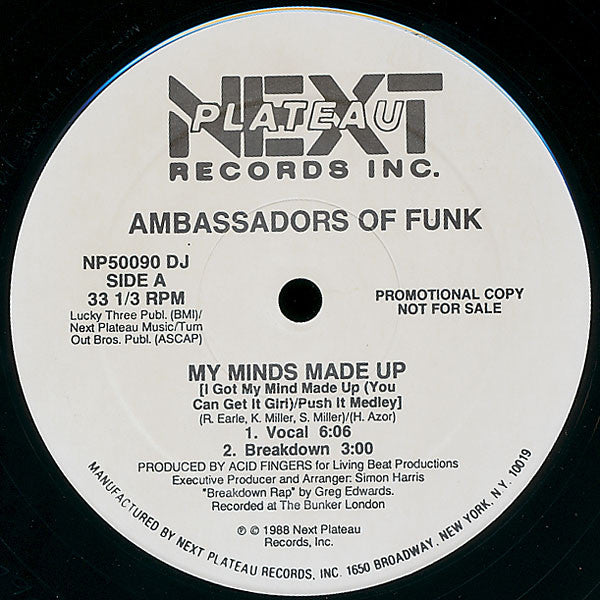 NEXT
PLATEAU
RECORDS INC.
AMBASSADORS OF FUNK
NP50090 DJ
SIDE A
33 1/3 RPM
Lucky Three Publ. (BMI)/
Next Plateau Music/Turn
Out Bros. Publ. (ASCAP)
PROMOTIONAL COPY
NOT FOR SALE
MY MINDS MADE UP
[I Got My Mind Made Up (You
Can Get It Girl)/Push It Medley]
(R. Earle, K. Miller, S. Miller)/(H. Azor)
1. Vocal 6:06
2. Breakdown 3:00
PRODUCED BY ACID FINGERS for Living Beat Productions
Executive Producer and Arranger: Simon Harris
"Breakdown Rap" by Greg Edwards.
Recorded at The Bunker London
℗ © 1988 Next Plateau
Records, Inc.
MANUFACTURED BY NEXT PLATEAU RECORDS, INC. 1650 BROADWAY, NEW YORK, N.Y. 10019